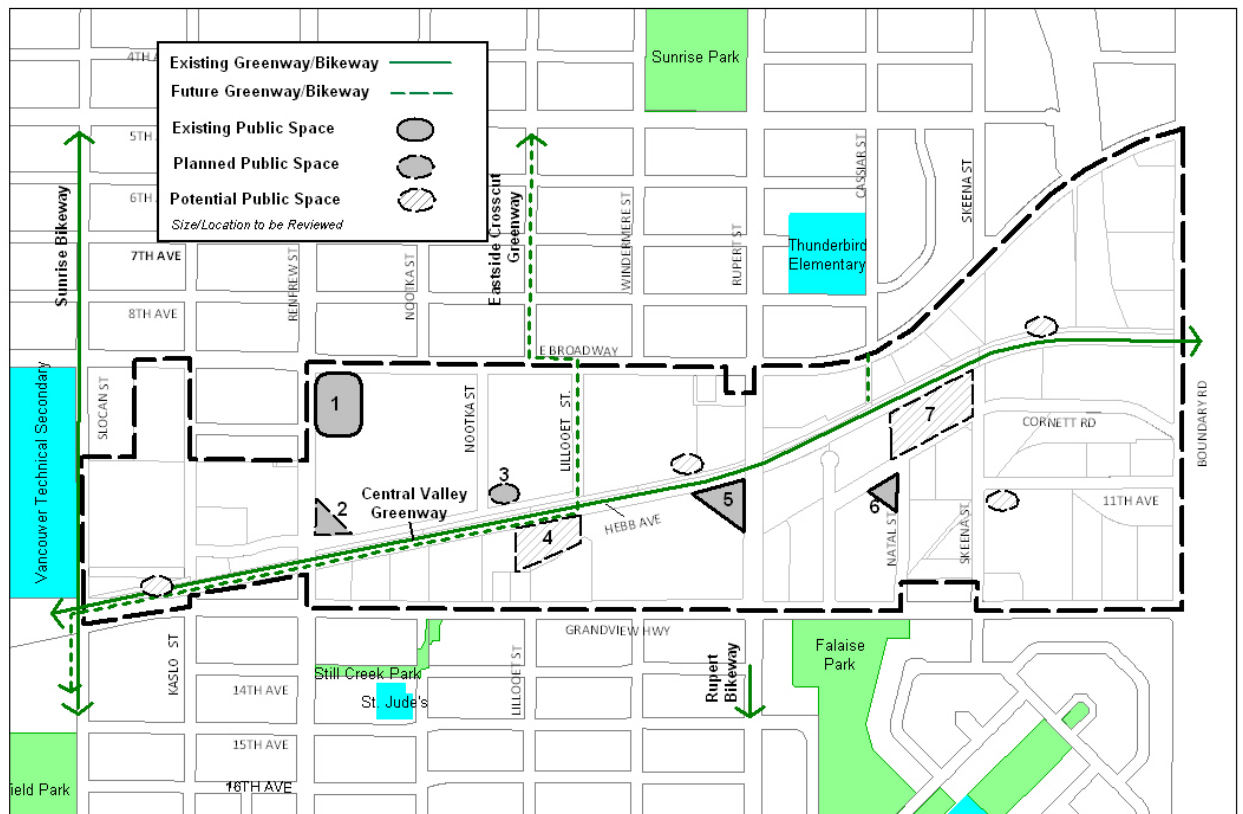 Existing Greenway/Bikeway
Future Greenway/Bikeway
Existing Public Space
Planned Public Space
Potential Public Space
Size/Location to be Reviewed
4TH
5TH
6TH
7TH AVE
8TH AVE
Sunrise Park
Sunrise Bikeway
RENFREW ST
NOOTKA ST
Eastside Crosscut
Greenway
WINDERMERE ST
RUPERT ST
CASSIAR ST
SKEENA ST
Thunderbird
Elementary
E BROADWAY
Vancouver Technical Secondary
SLOCAN ST
1
NOOTKA ST
LILLOOET ST.
7
CORNETT RD
BOUNDARY RD
2
3
Central Valley
Greenway
5
6
11TH AVE
4
HEBB AVE
NATAL ST
SKEENA ST
GRANDVIEW HWY
KASLO ST
Still Creek Park
St. Jude's
LILLOOET ST
Rupert
Bikeway
Falaise
Park
14TH AVE
15TH AVE
16TH AVE
ield Park